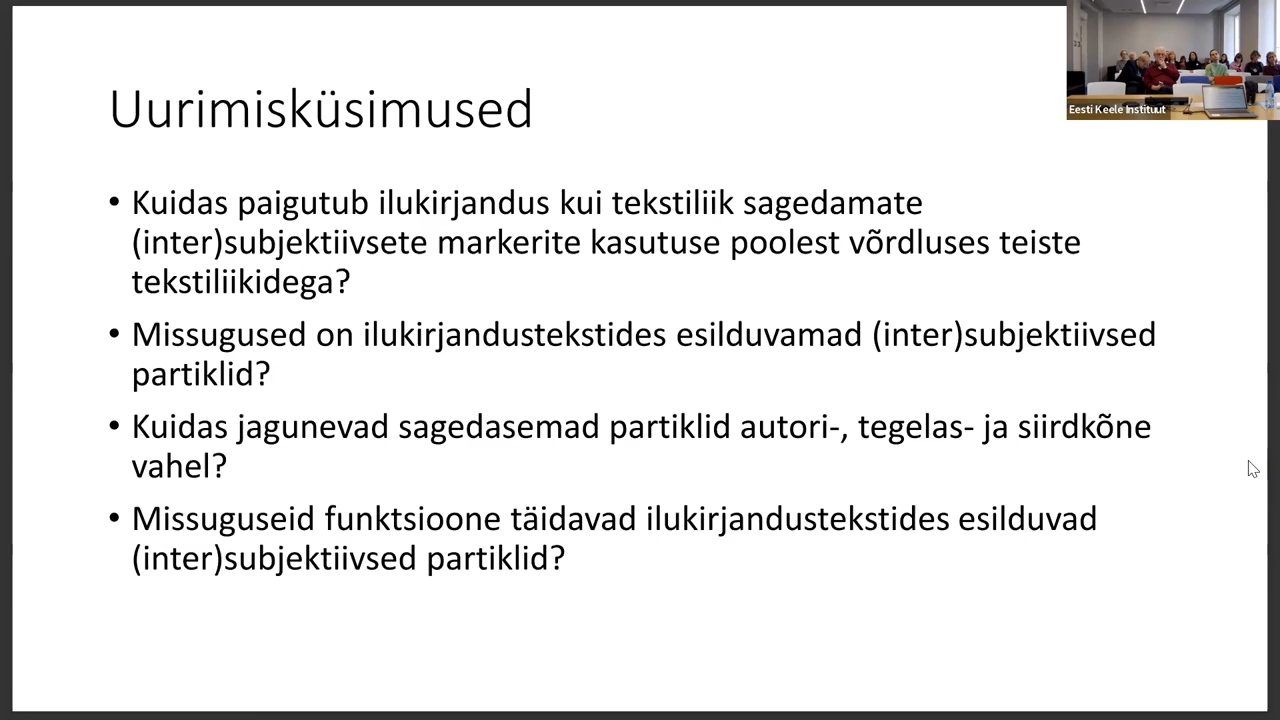 Uurimisküsimused
Eesti Keele Instituut
• Kuidas paigutub ilukirjandus kui tekstiliik sagedamate
(inter)subjektiivsete markerite kasutuse poolest võrdluses teiste
tekstiliikidega?
• Missugused on ilukirjandustekstides esilduvamad (inter)subjektiivsed
partiklid?
• Kuidas jagunevad sagedasemad partiklid autori-, tegelas- ja siirdkõne
vahel?
• Missuguseid funktsioone täidavad ilukirjandustekstides esilduvad
(inter)subjektiivsed partiklid?